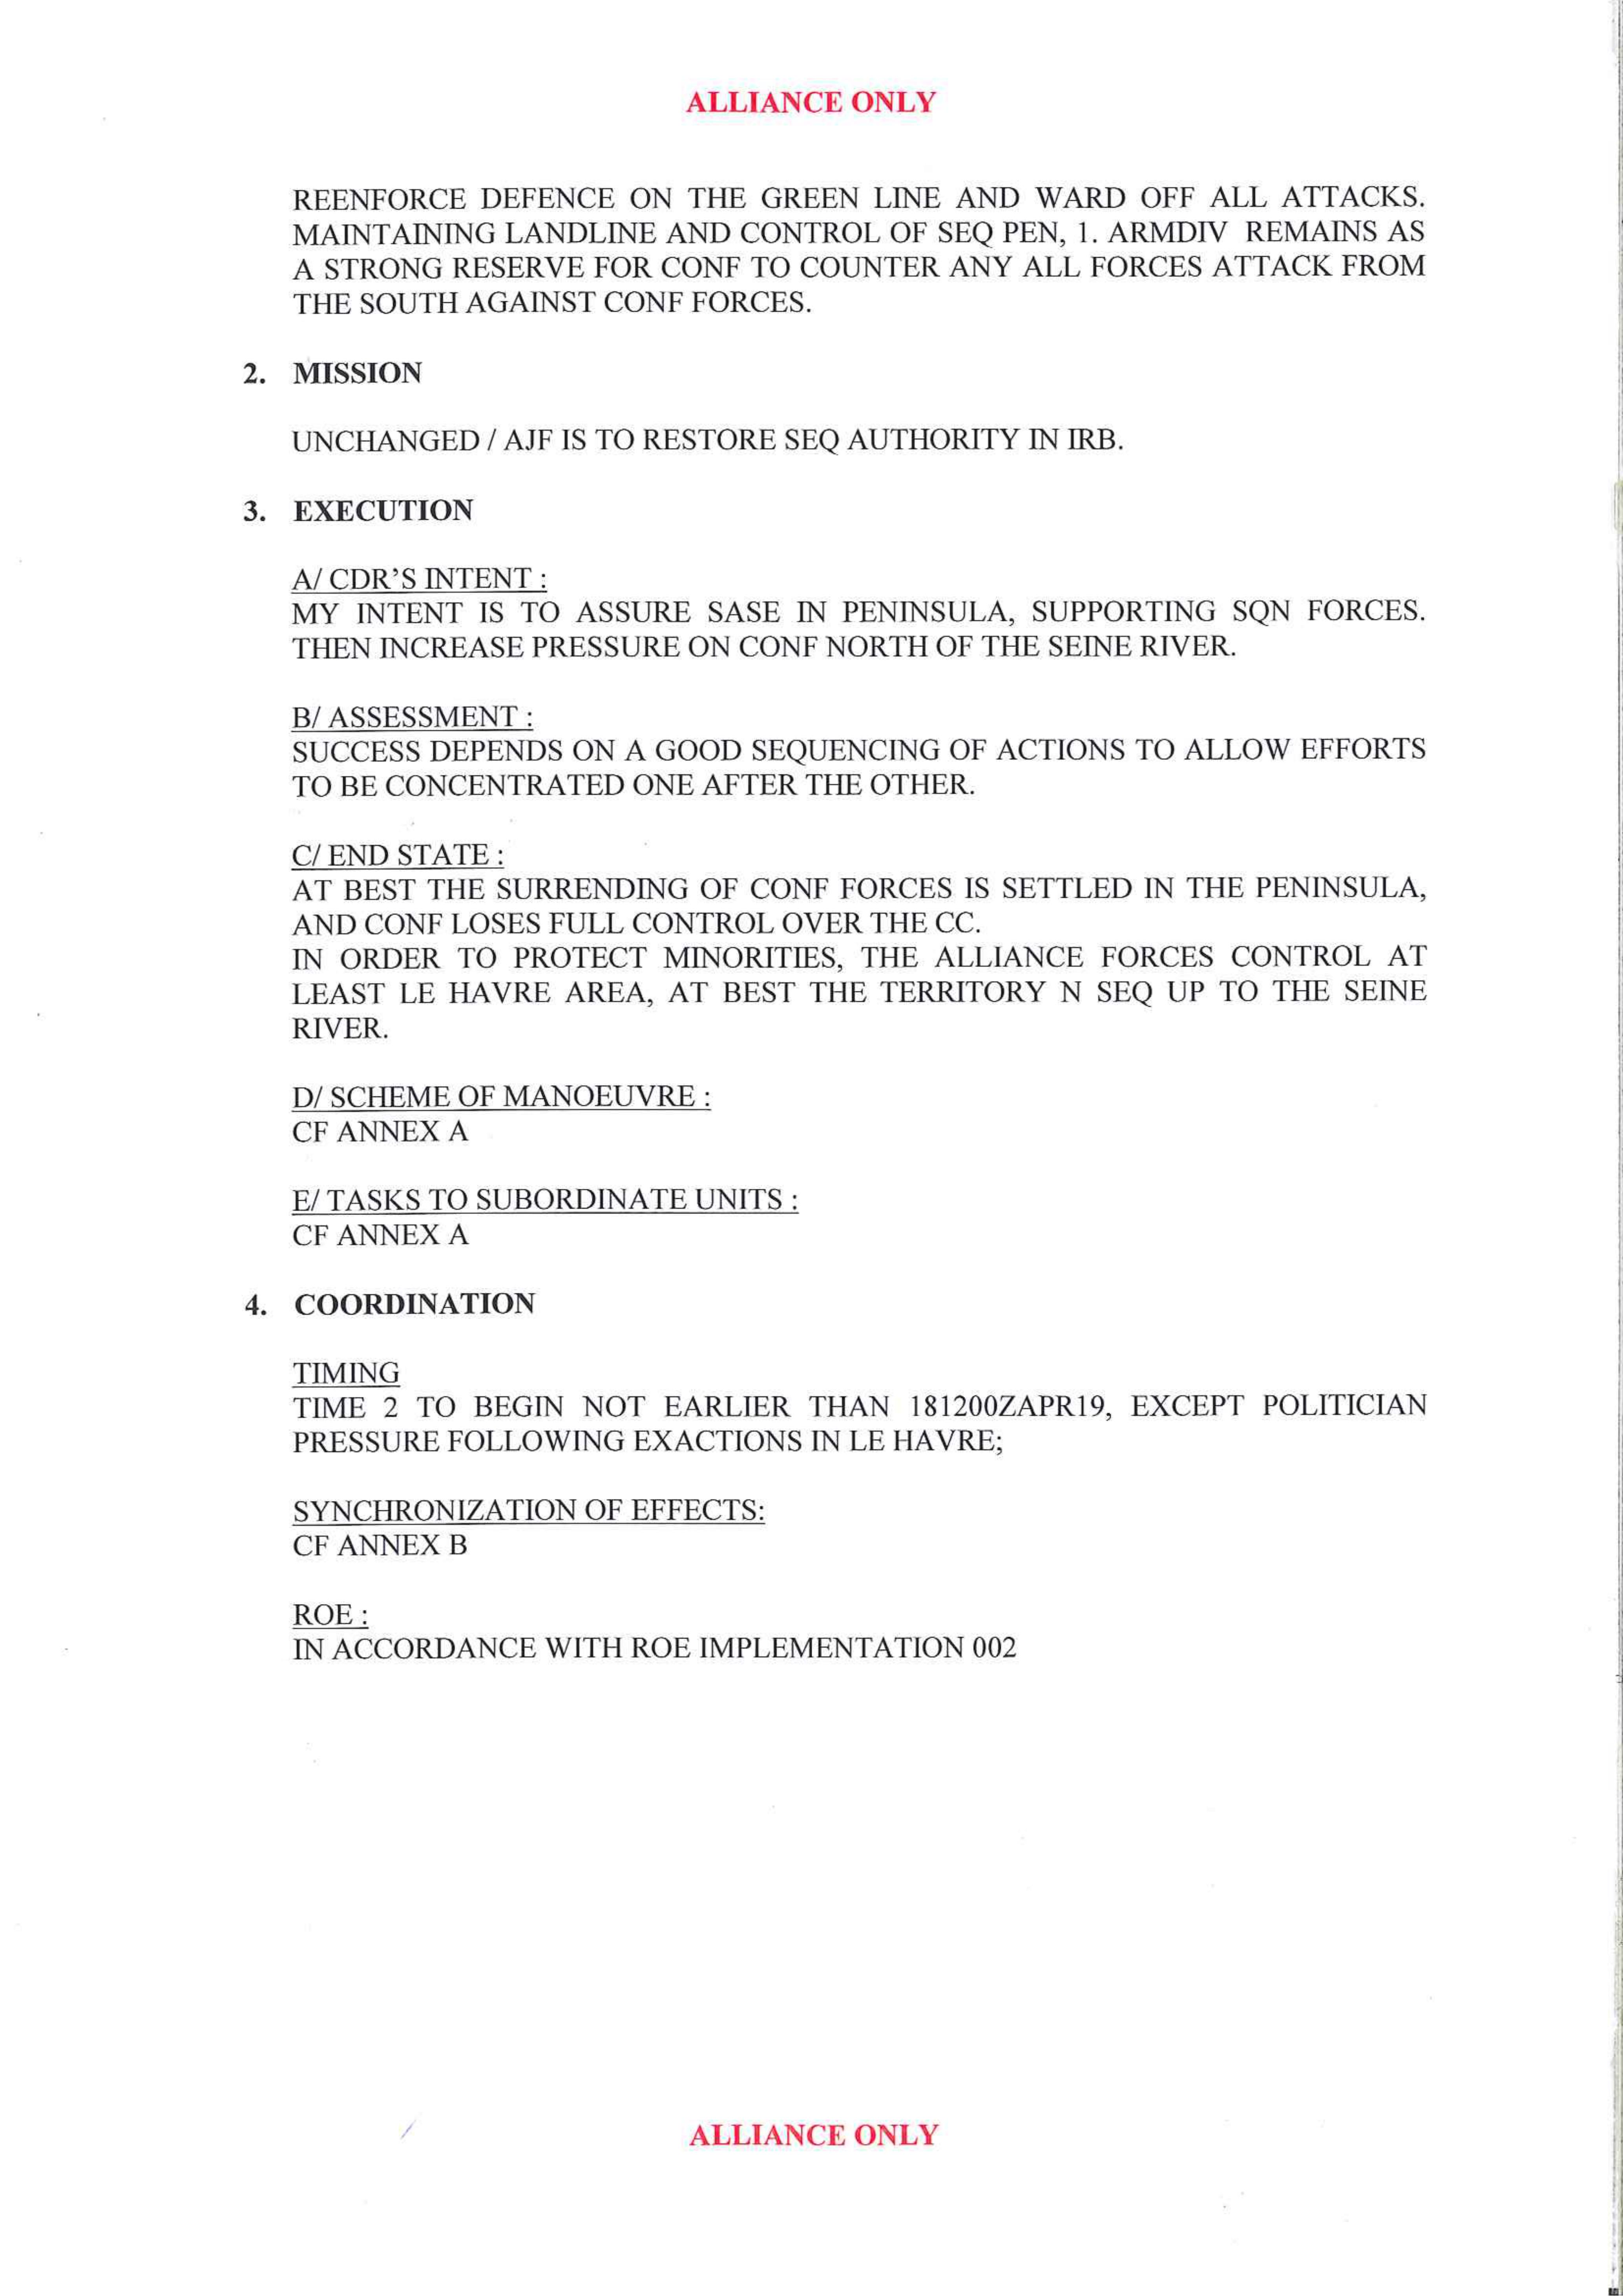 ALLIANCE ONLY
REENFORCE DEFENCE ON THE GREEN LINE AND WARD OFF ALL ATTACKS.
MAINTAINING LANDLINE AND CONTROL OF SEQ PEN, 1. ARMDIV REMAINS AS
A STRONG RESERVE FOR CONF TO COUNTER ANY ALL FORCES ATTACK FROM
THE SOUTH AGAINST CONF FORCES.
2. MISSION
UNCHANGED / AJF IS TO RESTORE SEQ AUTHORITY IN IRB.
3. EXECUTION
A/ CDR'S INTENT :
MY INTENT IS TO ASSURE SASE IN PENINSULA, SUPPORTING SQN FORCES.
THEN INCREASE PRESSURE ON CONF NORTH OF THE SEINE RIVER.
B/ ASSESSMENT :
SUCCESS DEPENDS ON A GOOD SEQUENCING OF ACTIONS TO ALLOW EFFORTS
TO BE CONCENTRATED ONE AFTER THE OTHER.
C/ END STATE :
AT BEST THE SURRENDING OF CONF FORCES IS SETTLED IN THE PENINSULA,
AND CONF LOSES FULL CONTROL OVER THE CC.
IN ORDER TO PROTECT MINORITIES, THE ALLIANCE FORCES CONTROL AT
LEAST LE HAVRE AREA, AT BEST THE TERRITORY N SEQ UP TO THE SEINE
RIVER.
D/ SCHEME OF MANOEUVRE :
CF ANNEX A
E/ TASKS TO SUBORDINATE UNITS :
CF ANNEX A
4. COORDINATION
TIMING
TIME 2 TO BEGIN NOT EARLIER THAN 181200ZAPR19, EXCEPT POLITICIAN
PRESSURE FOLLOWING EXACTIONS IN LE HAVRE;
SYNCHRONIZATION OF EFFECTS:
CF ANNEX B
ROE :
IN ACCORDANCE WITH ROE IMPLEMENTATION 002
ALLIANCE ONLY